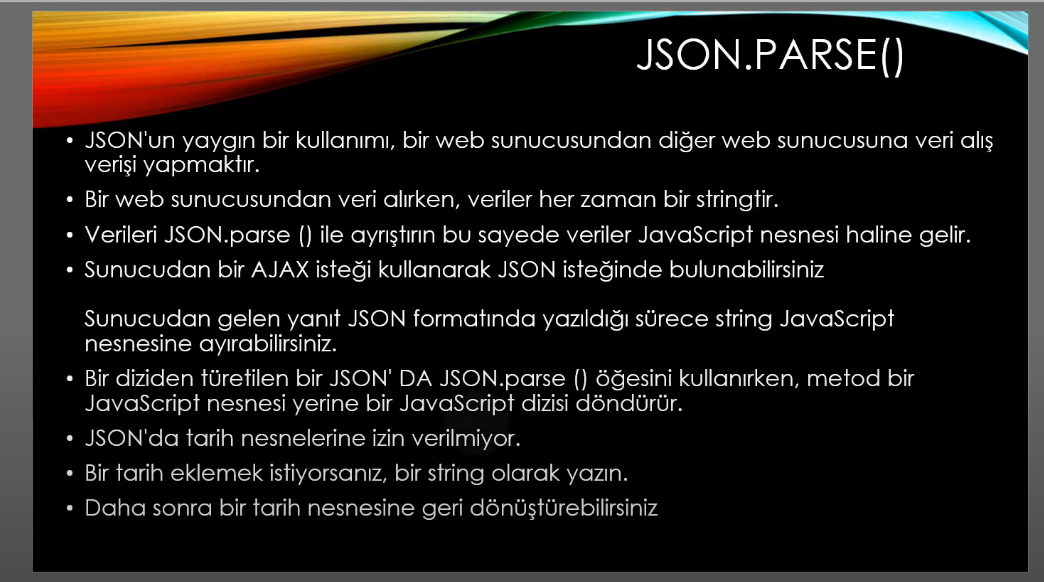 JSON.PARSE()
• JSON'un yaygın bir kullanımı, bir web sunucusundan diğer web sunucusuna veri alış
verişi yapmaktır.
• Bir web sunucusundan veri alırken, veriler her zaman bir stringtir.
• Verileri JSON.parse () ile ayrıştırın bu sayede veriler JavaScript nesnesi haline gelir.
• Sunucudan bir AJAX isteği kullanarak JSON isteğinde bulunabilirsiniz
Sunucudan gelen yanıt JSON formatında yazıldığı sürece string JavaScript
nesnesine ayırabilirsiniz.
• Bir diziden türetilen bir JSON' DA JSON.parse () öğesini kullanırken, metod bir
JavaScript nesnesi yerine bir JavaScript dizisi döndürür.
• JSON'da tarih nesnelerine izin verilmiyor.
• Bir tarih eklemek istiyorsanız, bir string olarak yazın.
• Daha sonra bir tarih nesnesine geri dönüştürebilirsiniz